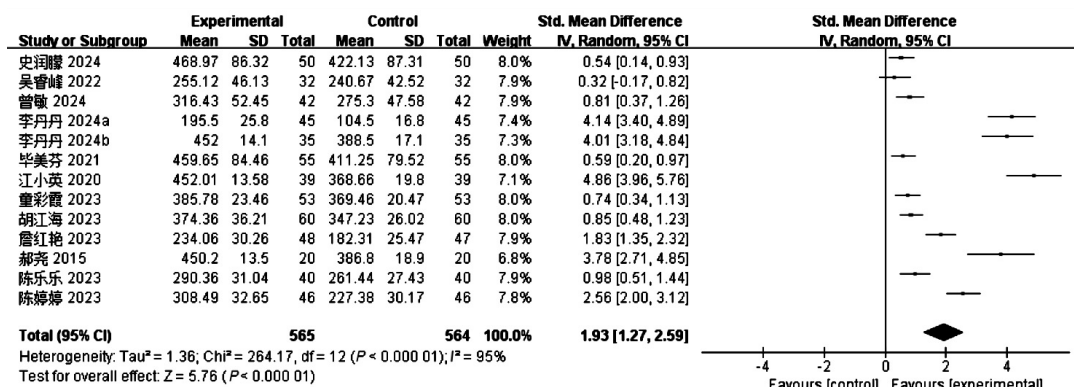 Experimental Control Std. Mean Difference Std. Mean Difference
Study or Subgroup Mean SD Total Mean SD Total Weight IV, Random, 95% CI IV, Random, 95% CI
史润朦 2024 468.97 86.32 50 422.13 87.31 50 8.0% 0.54 [0.14, 0.93]
吴睿峰 2022 255.12 46.13 32 240.67 42.52 32 7.9% 0.32 [-0.17, 0.82]
曾敏 2024 316.43 52.45 42 275.3 47.58 42 7.9% 0.81 [0.37, 1.26]
李丹丹 2024a 195.5 25.8 45 104.5 16.8 45 7.4% 4.14 [3.40, 4.89]
李丹丹 2024b 452 14.1 35 388.5 17.1 35 7.3% 4.01 [3.18, 4.84]
毕美芬 2021 459.65 84.46 55 411.25 79.52 55 8.0% 0.59 [0.20, 0.97]
江小英 2020 452.01 13.58 39 368.66 19.8 39 7.1% 4.86 [3.96, 5.76]
童彩霞 2023 385.78 23.46 53 369.46 20.47 53 7.9% 0.74 [0.34, 1.13]
胡江海 2023 374.36 36.21 60 347.23 26.02 60 8.0% 0.85 [0.48, 1.23]
詹红艳 2023 234.06 30.26 48 182.31 25.47 47 7.9% 1.83 [1.35, 2.32]
郝尧 2015 450.2 13.5 20 386.8 18.9 20 6.8% 3.78 [2.71, 4.85]
陈乐乐 2023 290.36 31.04 40 261.44 27.43 40 7.9% 0.98 [0.51, 1.44]
陈婷婷 2023 308.49 32.65 46 227.38 30.17 46 7.8% 2.56 [2.00, 3.12]
Total (95% CI) 565 564 100.0% 1.93 [1.27, 2.59]
Heterogeneity: Tau² = 1.36; Chi² = 264.17, df = 12 (P < 0.000 01); I² = 95%
Test for overall effect: Z = 5.76 (P < 0.000 01)
-4 -2 0 2 4
Favours [control] Favours [experimental]